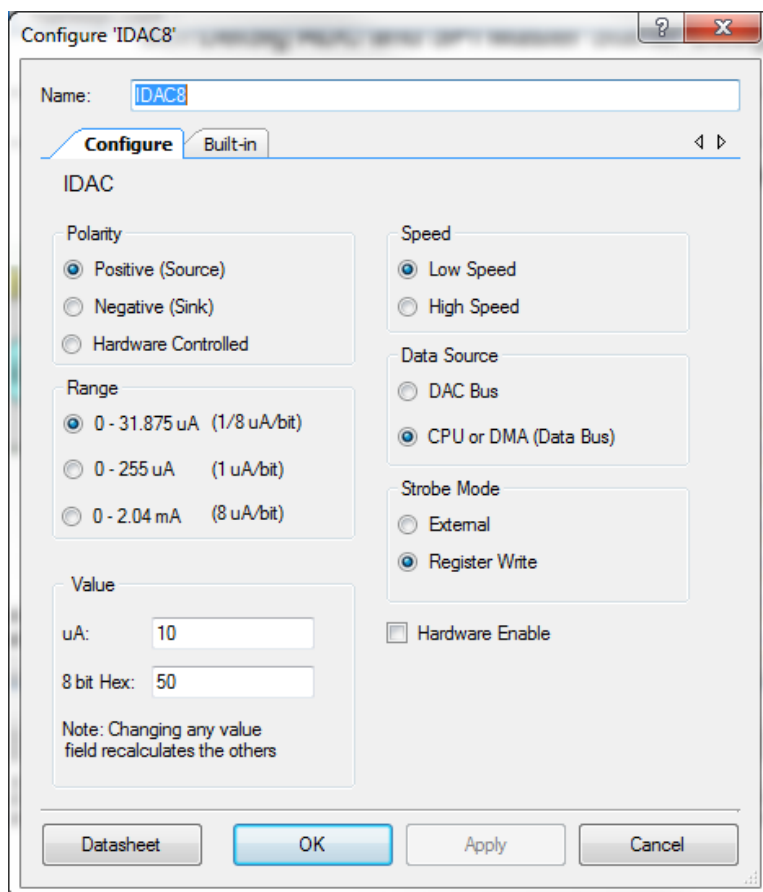 Configure 'IDAC8'
Name: IDAC8
Configure Built-in
IDAC
Polarity
Positive (Source)
Negative (Sink)
Hardware Controlled
Range
0 - 31.875 uA (1/8 uA/bit)
0 - 255 uA (1 uA/bit)
0 - 2.04 mA (8 uA/bit)
Value
uA: 10
8 bit Hex: 50
Note: Changing any value
field recalculates the others
Speed
Low Speed
High Speed
Data Source
DAC Bus
CPU or DMA (Data Bus)
Strobe Mode
External
Register Write
Hardware Enable
Datasheet OK Apply Cancel